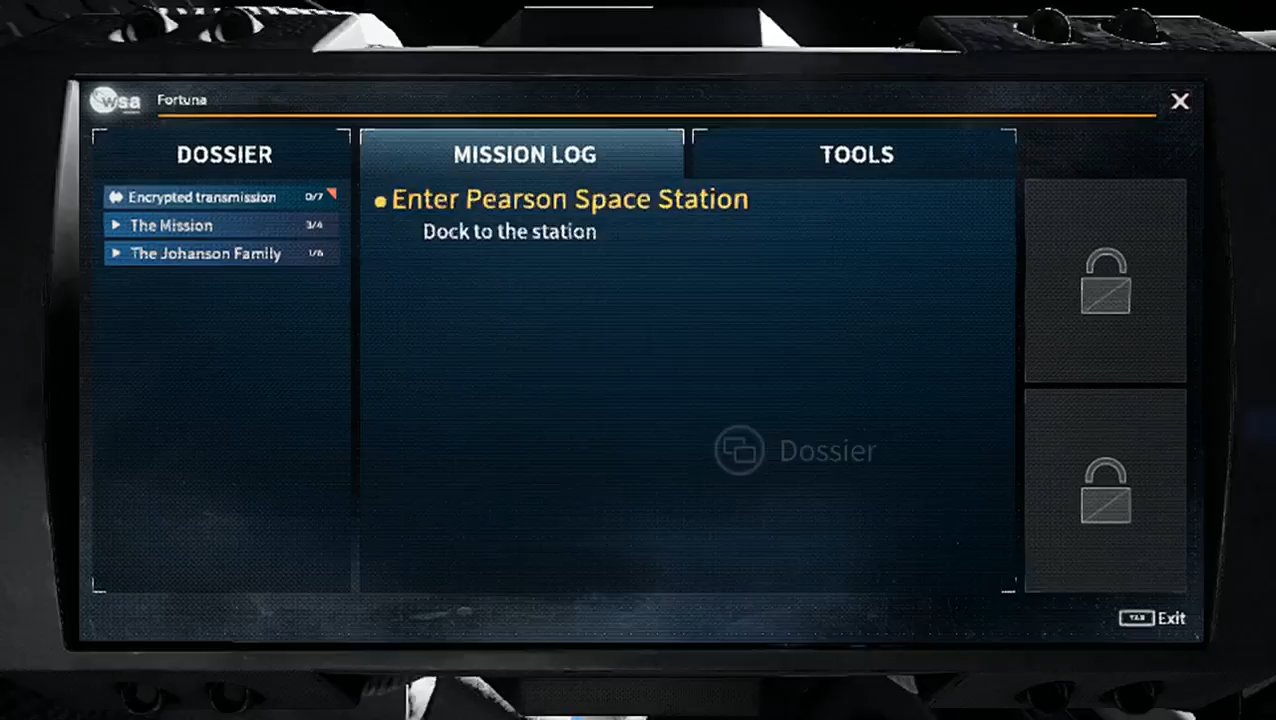 wsa
Fortuna
DOSSIER
Encrypted transmission 0/7
The Mission 3/4
The Johanson Family 1/6
MISSION LOG
Enter Pearson Space Station
Dock to the station
TOOLS
Dossier
TAB Exit